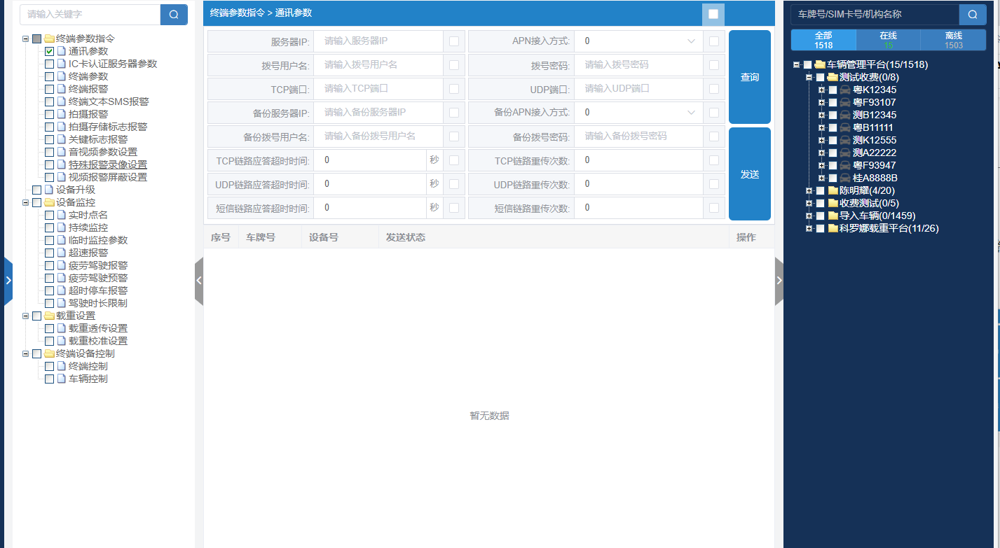 请输入关键字
终端参数指令
通讯参数
IC卡认证服务器参数
终端参数
终端报警
终端文本SMS报警
拍摄报警
拍摄存储标志报警
关键标志报警
音视频参数设置
特殊报警录像设置
视频报警屏蔽设置
设备升级
设备监控
实时点名
持续监控
临时监控参数
超速报警
疲劳驾驶报警
疲劳驾驶预警
超时停车报警
驾驶时长限制
载重设置
载重透传设置
载重校准设置
终端设备控制
终端控制
车辆控制
终端参数指令 > 通讯参数
服务器IP: 请输入服务器IP APN接入方式: 0
拨号用户名: 请输入拨号用户名 拨号密码: 请输入拨号密码
TCP端口: 请输入TCP端口 UDP端口: 请输入UDP端口
备份服务器IP: 请输入备份服务器IP 备份APN接入方式: 0
备份拨号用户名: 请输入备份拨号用户名 备份拨号密码: 请输入备份拨号密码
TCP链路应答超时时间: 0 秒 TCP链路重传次数: 0
UDP链路应答超时时间: 0 秒 UDP链路重传次数: 0
短信链路应答超时时间: 0 秒 短信链路重传次数: 0
查询
发送
序号 车牌号 设备号 发送状态 操作
暂无数据
车牌号/SIM卡号/机构名称
全部 在线 离线
1518 15 1503
车辆管理平台(15/1518)
测试收费(0/8)
粤K12345
粤F93107
测B12345
粤B11111
测K12555
测A22222
粤F93947
桂A8888B
陈明耀(4/20)
收费测试(0/5)
导入车辆(0/1459)
科罗娜载重平台(11/26)